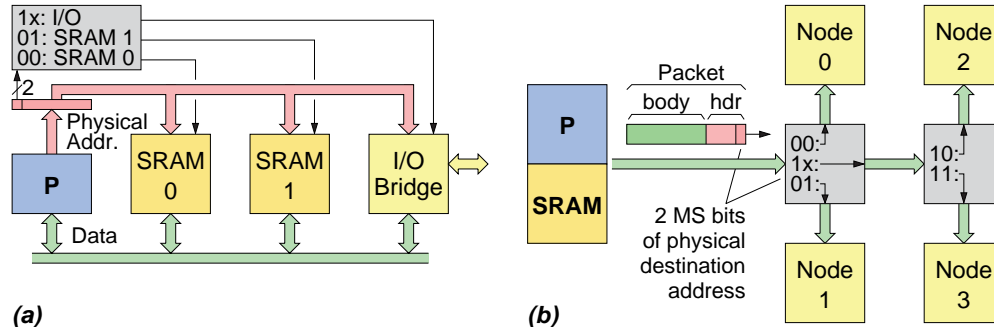 1x: I/O
01: SRAM 1
00: SRAM 0
2
Physical
Addr.
P
SRAM
0
SRAM
1
I/O
Bridge
Data
(a)
Packet
body
hdr
P
SRAM
2 MS bits
of physical
destination
address
Node
0
Node
2
00:
1x:
01:
10:
11:
Node
1
Node
3
(b)